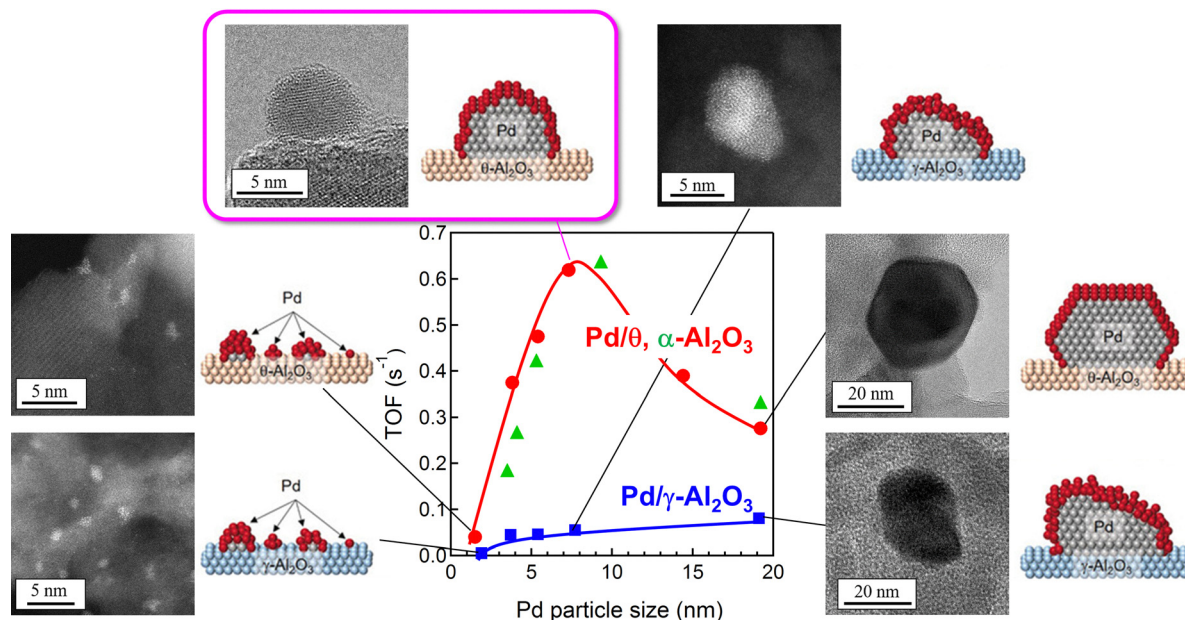 5 nm
Pd
θ-Al2O3
5 nm
Pd
γ-Al2O3
5 nm
Pd
θ-Al2O3
5 nm
Pd
γ-Al2O3
TOF (s-1)
0.7
0.6
0.5
0.4
0.3
0.2
0.1
0.0
Pd/θ, α-Al2O3
Pd/γ-Al2O3
0
5
10
15
20
Pd particle size (nm)
20 nm
Pd
θ-Al2O3
20 nm
Pd
γ-Al2O3